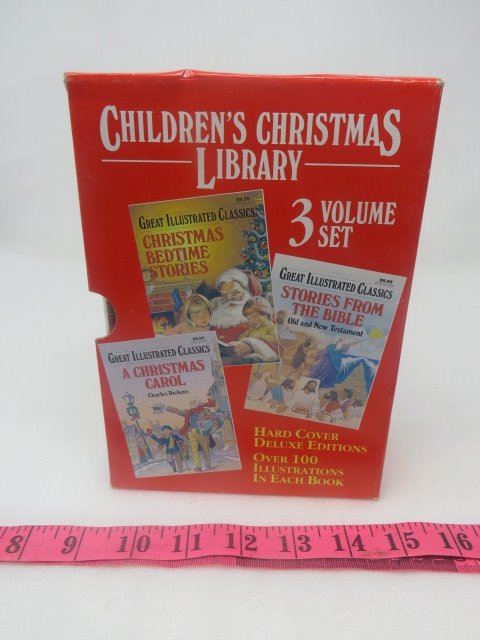 CHILDREN'S CHRISTMAS
LIBRARY
3 VOLUME
SET
$9.99
GREAT ILLUSTRATED CLASSICS
CHRISTMAS
BEDTIME
STORIES
GREAT ILLUSTRATED CLASSICS
STORIES FROM
THE BIBLE
Old and New Testament
GREAT ILLUSTRATED CLASSICS
A CHRISTMAS
CAROL
Charles Dickens
HARD COVER
DELUXE EDITIONS
OVER 100
ILLUSTRATIONS
IN EACH BOOK
8 9 10 11 12 13 14 15 16